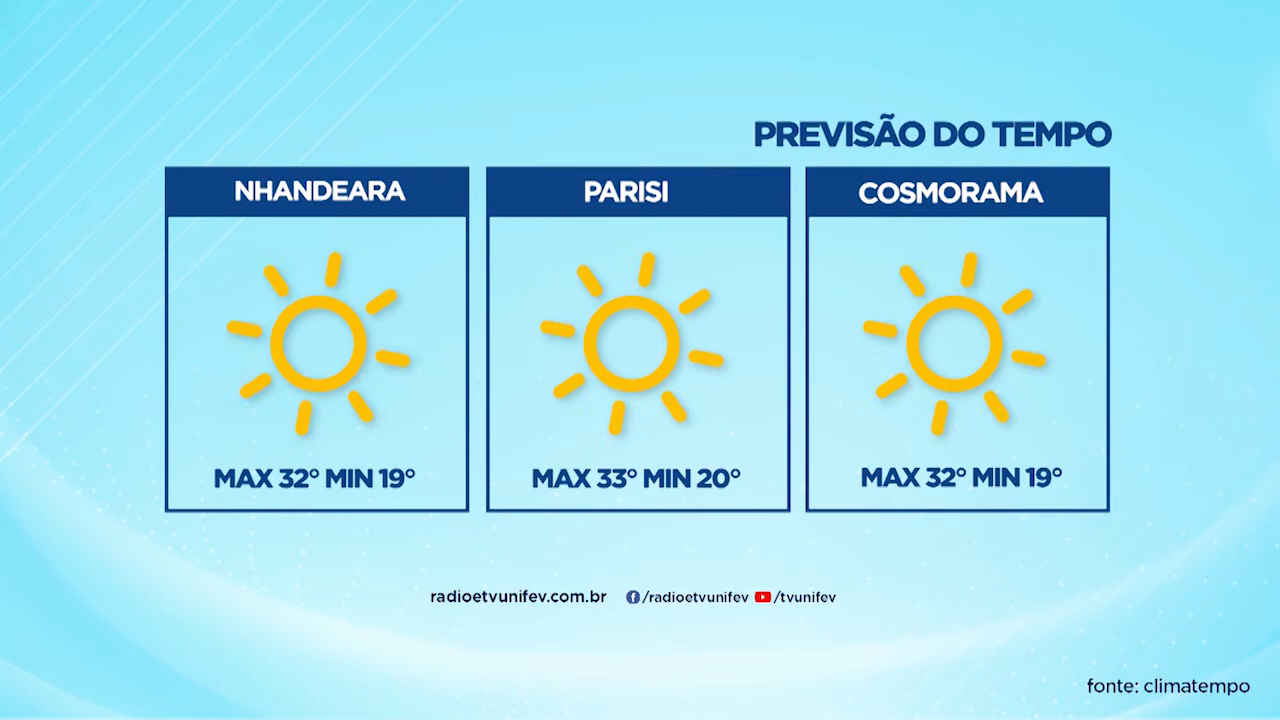 PREVISÃO DO TEMPO
NHANDEARA
MAX 32° MIN 19°
PARISI
MAX 33° MIN 20°
COSMORAMA
MAX 32° MIN 19°
radioetvunifev.com.br /radioetvunifev /tvunifev
fonte: climatempo